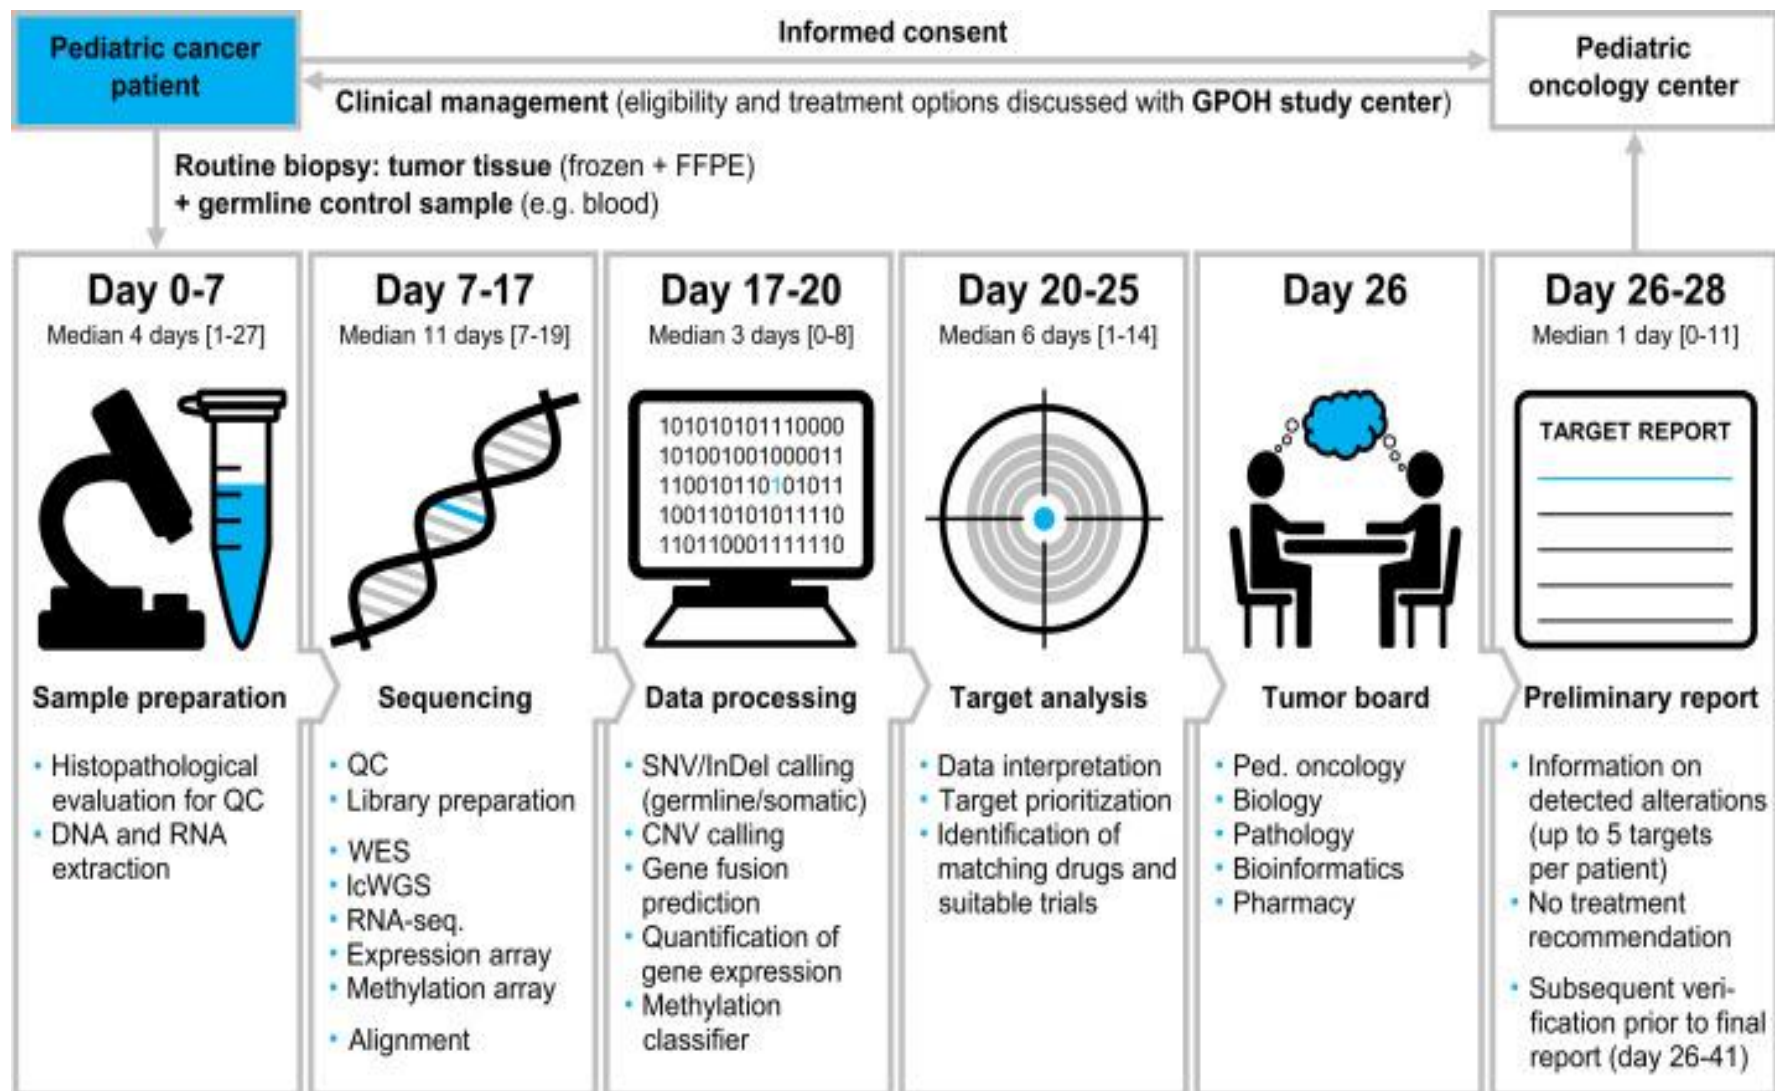 Pediatric cancer
patient
Informed consent
Clinical management (eligibility and treatment options discussed with GPOH study center)
Pediatric
oncology center
Routine biopsy: tumor tissue (frozen + FFPE)
+ germline control sample (e.g. blood)
Day 0-7
Median 4 days [1-27]
Sample preparation
• Histopathological
evaluation for QC
• DNA and RNA
extraction
Day 7-17
Median 11 days [7-19]
Sequencing
• QC
• Library preparation
• WES
• lcWGS
• RNA-seq.
• Expression array
• Methylation array
• Alignment
Day 17-20
Median 3 days [0-8]
101010101110000
101001001000011
110010110101011
100110101011110
110110001111110
Data processing
• SNV/InDel calling
(germline/somatic)
• CNV calling
• Gene fusion
prediction
• Quantification of
gene expression
• Methylation
classifier
Day 20-25
Median 6 days [1-14]
Target analysis
• Data interpretation
• Target prioritization
• Identification of
matching drugs and
suitable trials
Day 26
Tumor board
• Ped. oncology
• Biology
• Pathology
• Bioinformatics
• Pharmacy
Day 26-28
Median 1 day [0-11]
TARGET REPORT
Preliminary report
• Information on
detected alterations
(up to 5 targets
per patient)
• No treatment
recommendation
• Subsequent veri-
fication prior to final
report (day 26-41)